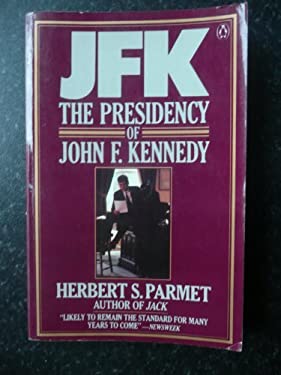 JFK
THE PRESIDENCY
OF
JOHN F. KENNEDY
HERBERT S. PARMET
AUTHOR OF JACK
"LIKELY TO REMAIN THE STANDARD FOR MANY
YEARS TO COME"—NEWSWEEK